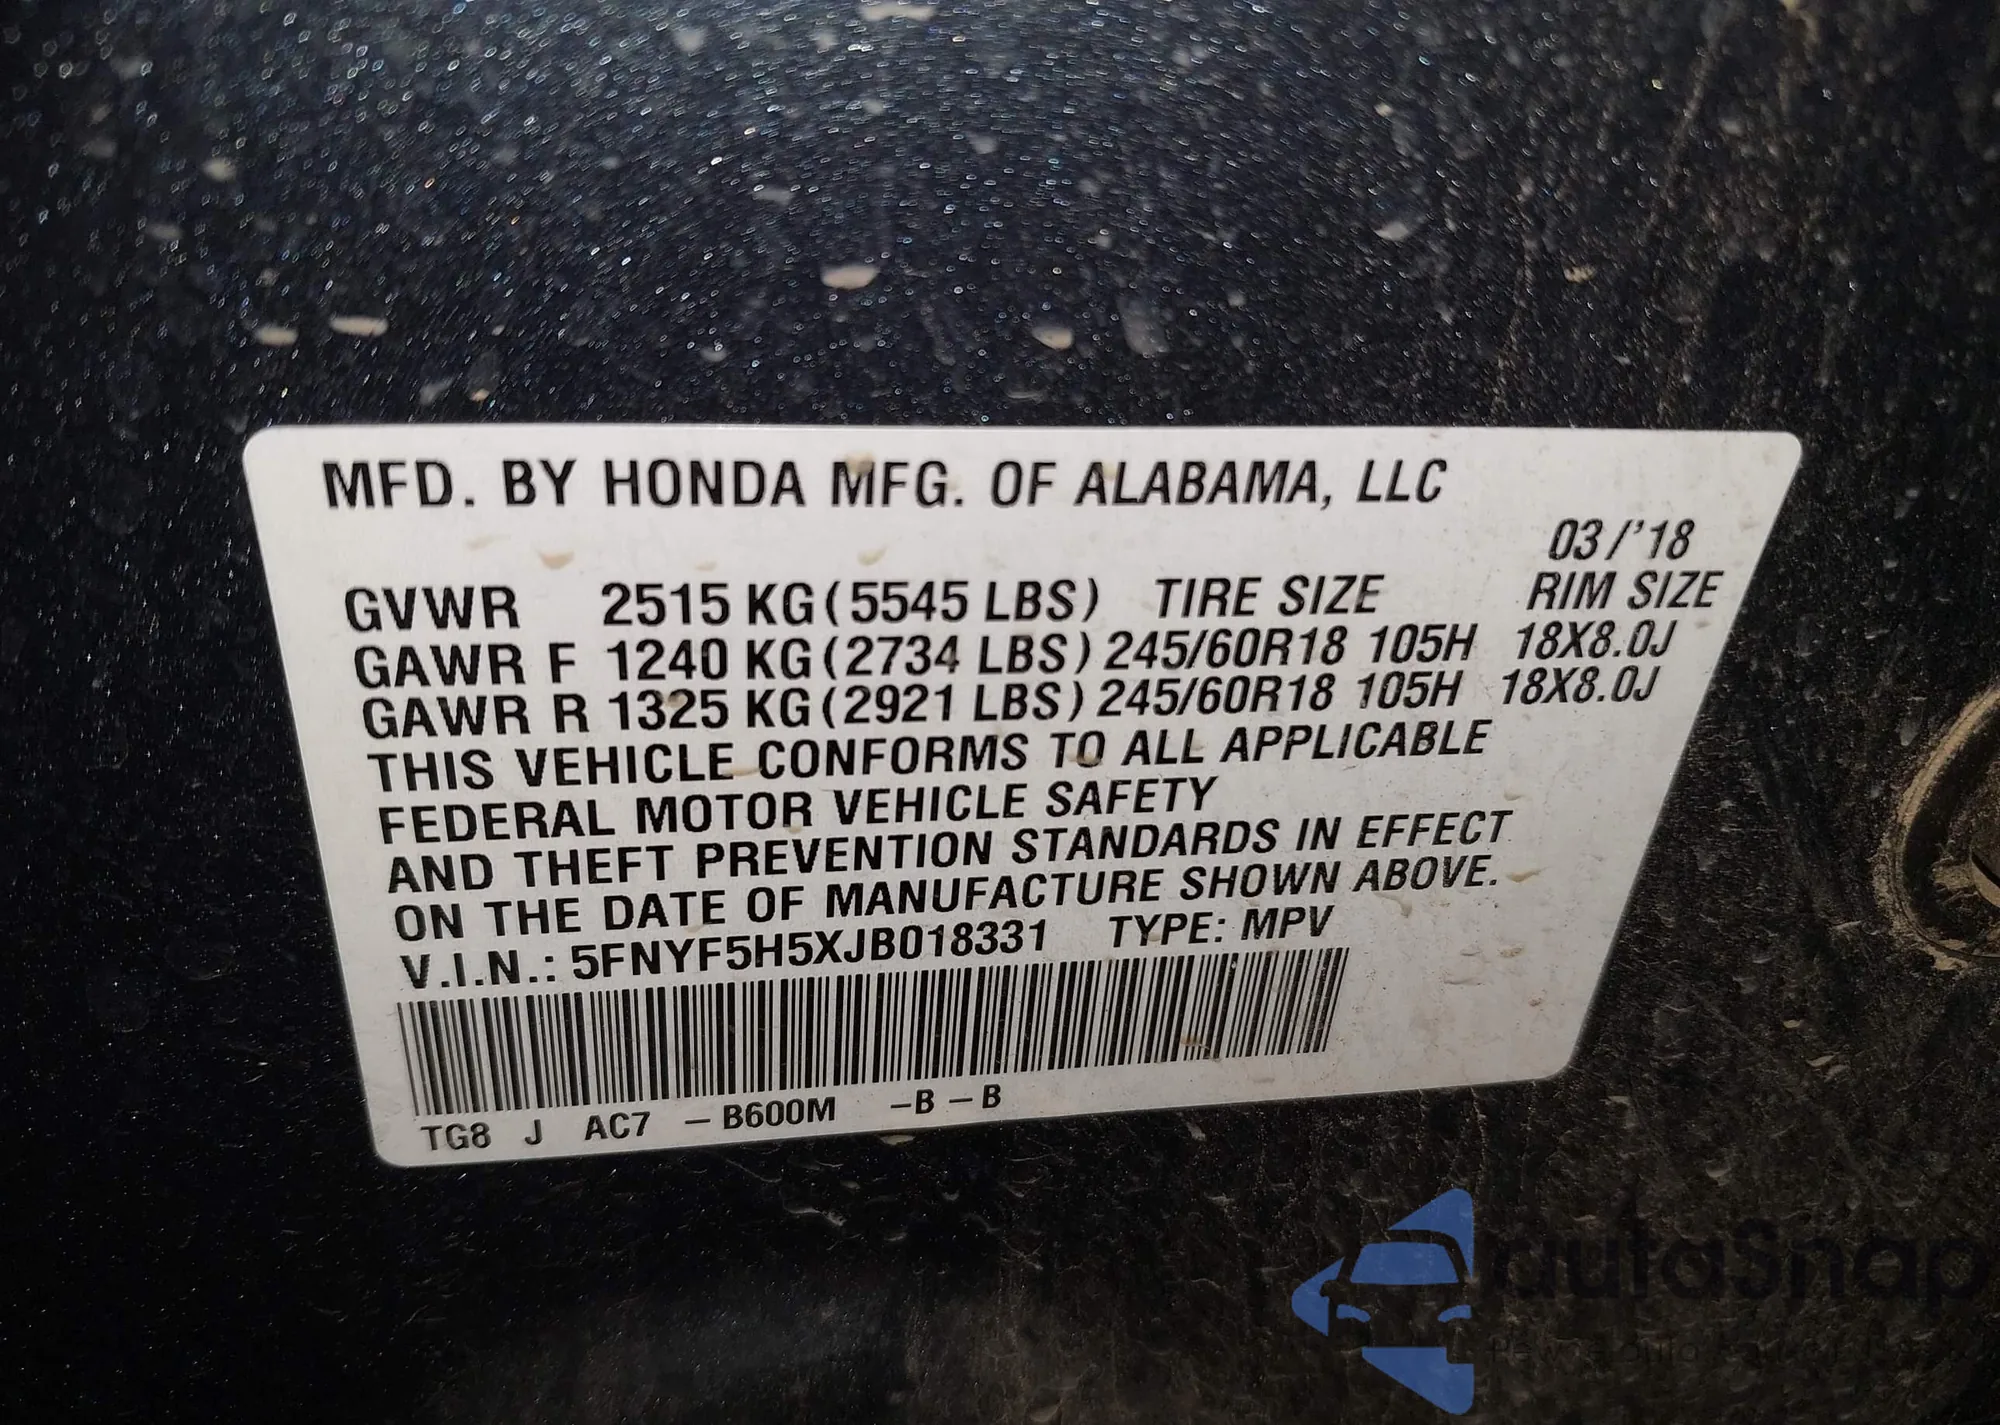 MFD. BY HONDA MFG. OF ALABAMA, LLC
03/'18
GVWR 2515 KG (5545 LBS) TIRE SIZE RIM SIZE
GAWR F 1240 KG (2734 LBS) 245/60R18 105H 18X8.0J
GAWR R 1325 KG (2921 LBS) 245/60R18 105H 18X8.0J
THIS VEHICLE CONFORMS TO ALL APPLICABLE
FEDERAL MOTOR VEHICLE SAFETY
AND THEFT PREVENTION STANDARDS IN EFFECT
ON THE DATE OF MANUFACTURE SHOWN ABOVE.
V.I.N.: 5FNYF5H5XJB018331 TYPE: MPV
TG8 J AC7 -B600M -B-B
autaSnap